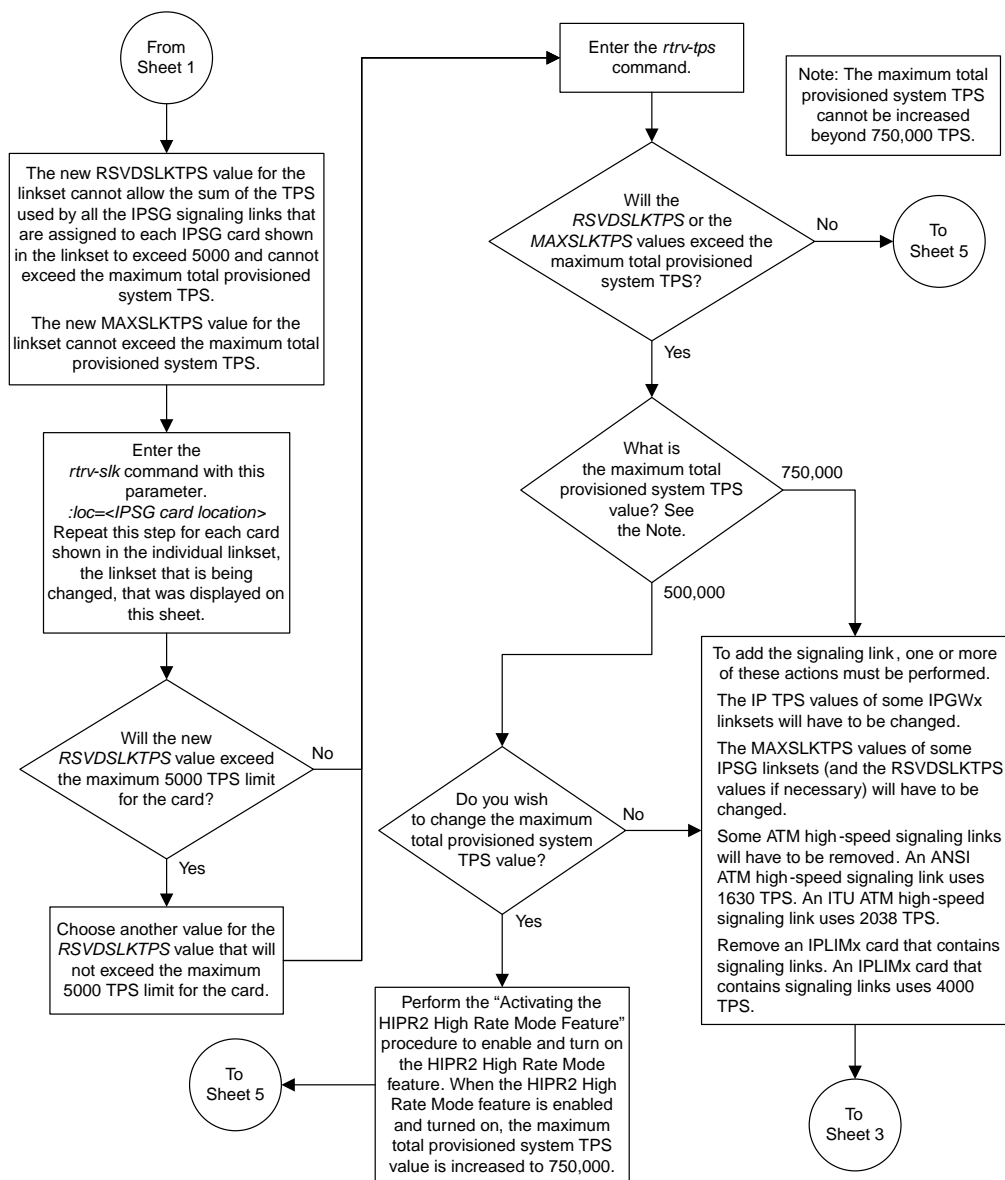 From
Sheet 1
The new RSVDSLKTPS value for the
linkset cannot allow the sum of the TPS
used by all the IPSG signaling links that
are assigned to each IPSG card shown
in the linkset to exceed 5000 and cannot
exceed the maximum total provisioned
system TPS.
The new MAXSLKTPS value for the
linkset cannot exceed the maximum total
provisioned system TPS.
Enter the
rtrv-slk command with this
parameter.
:loc=<IPSG card location>
Repeat this step for each card
shown in the individual linkset,
the linkset that is being
changed, that was displayed on
this sheet.
Will the new
RSVDSLKTPS value exceed
the maximum 5000 TPS limit
for the card?
No
Yes
Choose another value for the
RSVDSLKTPS value that will
not exceed the maximum
5000 TPS limit for the card.
Enter the rtrv-tps
command.
Note: The maximum total
provisioned system TPS
cannot be increased
beyond 750,000 TPS.
Will the
RSVDSLKTPS or the
MAXSLKTPS values exceed the
maximum total provisioned
system TPS?
No
To
Sheet 5
Yes
What is
the maximum total
provisioned system TPS
value? See
the Note.
750,000
500,000
Do you wish
to change the maximum
total provisioned system
TPS value?
No
Yes
Perform the “Activating the
HIPR2 High Rate Mode Feature”
procedure to enable and turn on
the HIPR2 High Rate Mode
feature. When the HIPR2 High
Rate Mode feature is enabled
and turned on, the maximum
total provisioned system TPS
value is increased to 750,000.
To
Sheet 5
To add the signaling link, one or more
of these actions must be performed.
The IP TPS values of some IPGWx
linksets will have to be changed.
The MAXSLKTPS values of some
IPSG linksets (and the RSVDSLKTPS
values if necessary) will have to be
changed.
Some ATM high-speed signaling links
will have to be removed. An ANSI
ATM high-speed signaling link uses
1630 TPS. An ITU ATM high-speed
signaling link uses 2038 TPS.
Remove an IPLIMx card that contains
signaling links. An IPLIMx card that
contains signaling links uses 4000
TPS.
To
Sheet 3